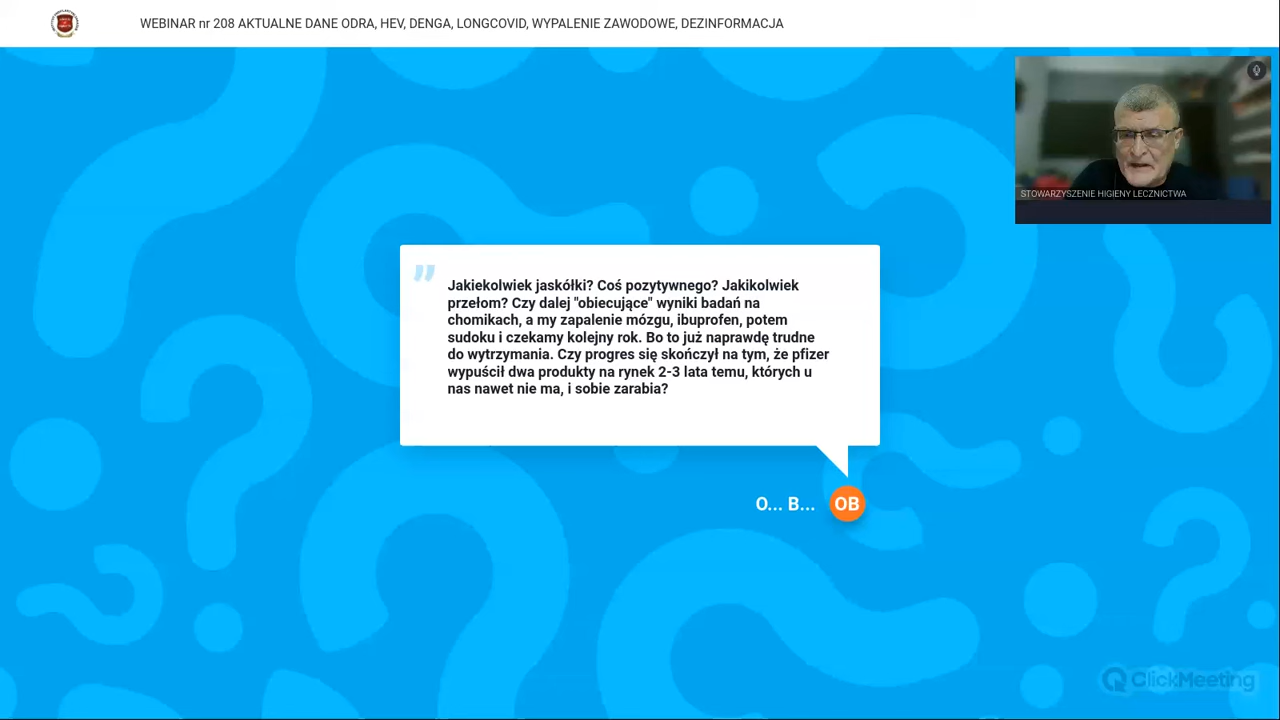 WEBINAR nr 208 AKTUALNE DANE ODRA, HEV, DENGA, LONGCOVID, WYPALENIE ZAWODOWE, DEZINFORMACJA
STOWARZYSZENIE HIGIENY LECZNICTWA
Jakiekolwiek jaskółki? Coś pozytywnego? Jakikolwiek
przełom? Czy dalej "obiecujące" wyniki badań na
chomikach, a my zapalenie mózgu, ibuprofen, potem
sudoku i czekamy kolejny rok. Bo to już naprawdę trudne
do wytrzymania. Czy progres się skończył na tym, że pfizer
wypuścił dwa produkty na rynek 2-3 lata temu, których u
nas nawet nie ma, i sobie zarabia?
O... B... OB
ClickMeeting